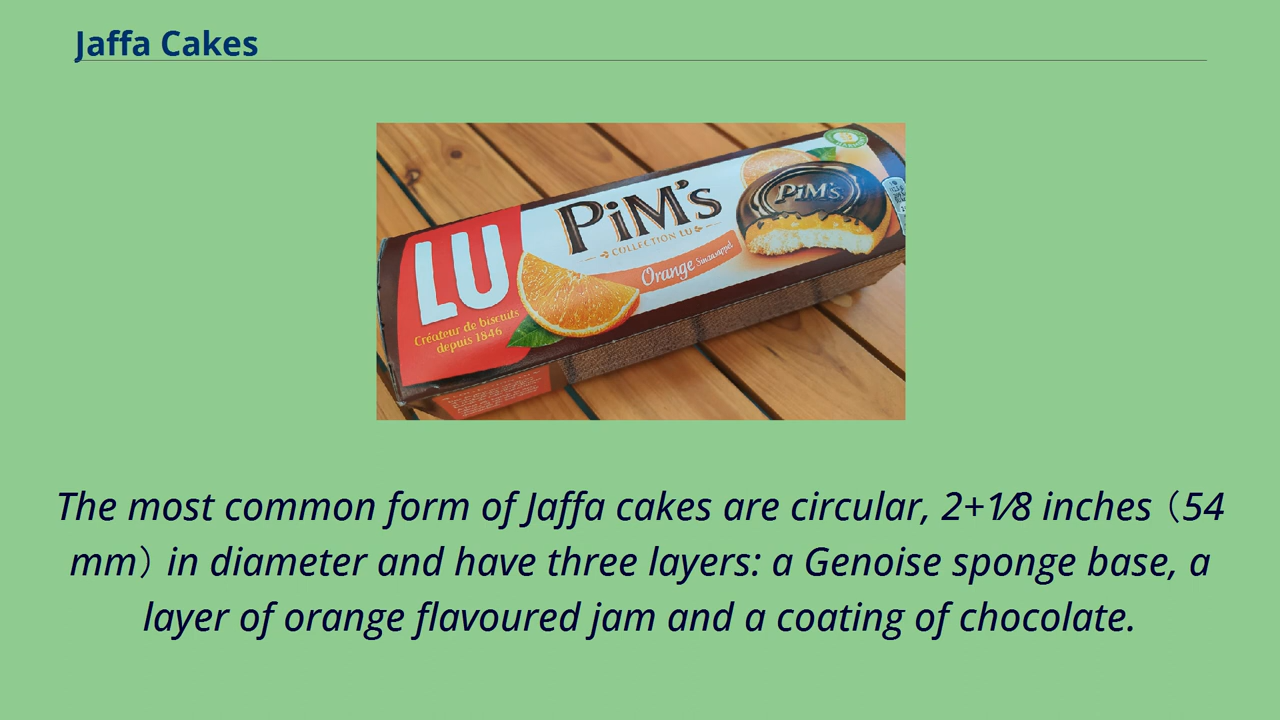 Jaffa Cakes
LU
Créateur de biscuits
depuis 1846
PiM's
COLLECTION LU
Orange Sinaasappel
PiM's
The most common form of Jaffa cakes are circular, 2+1⁄8 inches（54
mm）in diameter and have three layers: a Genoise sponge base, a
layer of orange flavoured jam and a coating of chocolate.